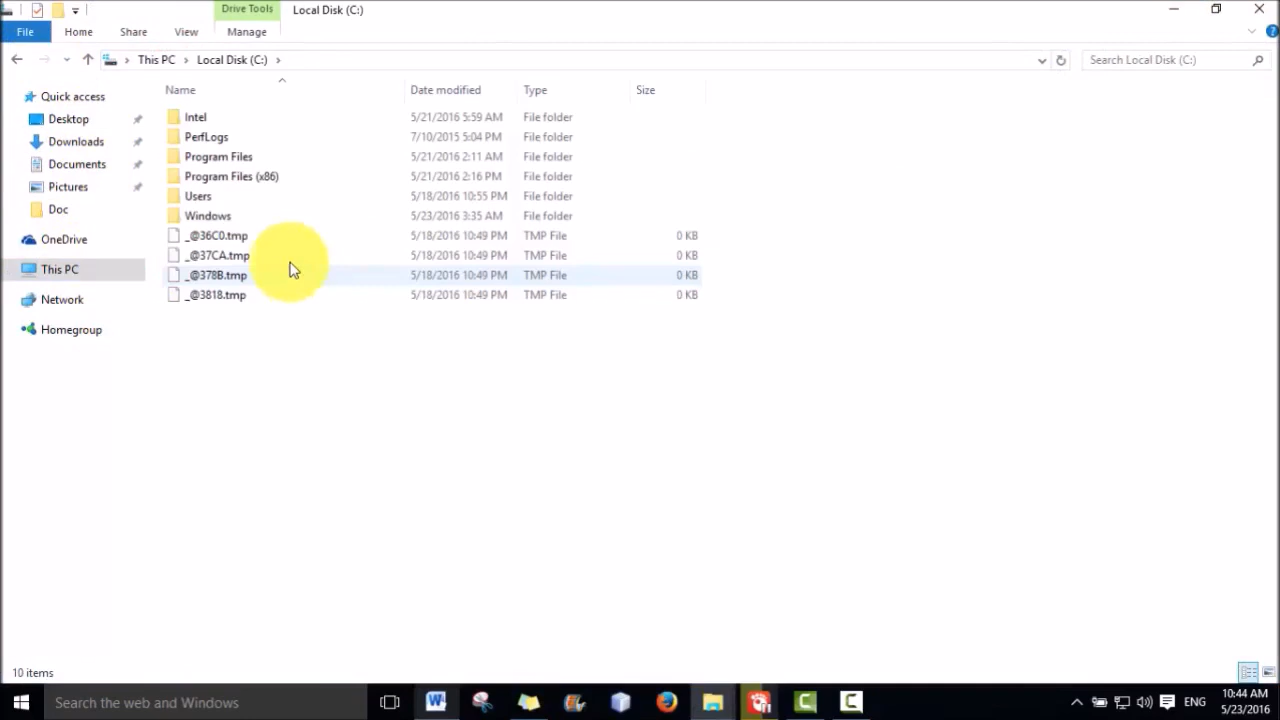 Drive Tools Local Disk (C:)
File Home Share View Manage
This PC Local Disk (C:) Search Local Disk (C:)
Name Date modified Type Size
Quick access
Desktop
Downloads
Documents
Pictures
Doc
OneDrive
This PC
Network
Homegroup
Intel 5/21/2016 5:59 AM File folder
PerfLogs 7/10/2015 5:04 PM File folder
Program Files 5/21/2016 2:11 AM File folder
Program Files (x86) 5/21/2016 2:16 PM File folder
Users 5/18/2016 10:55 PM File folder
Windows 5/23/2016 3:35 AM File folder
_@36C0.tmp 5/18/2016 10:49 PM TMP File 0 KB
_@37CA.tmp 5/18/2016 10:49 PM TMP File 0 KB
_@378B.tmp 5/18/2016 10:49 PM TMP File 0 KB
_@3818.tmp 5/18/2016 10:49 PM TMP File 0 KB
10 items
Search the web and Windows ENG 10:44 AM
5/23/2016